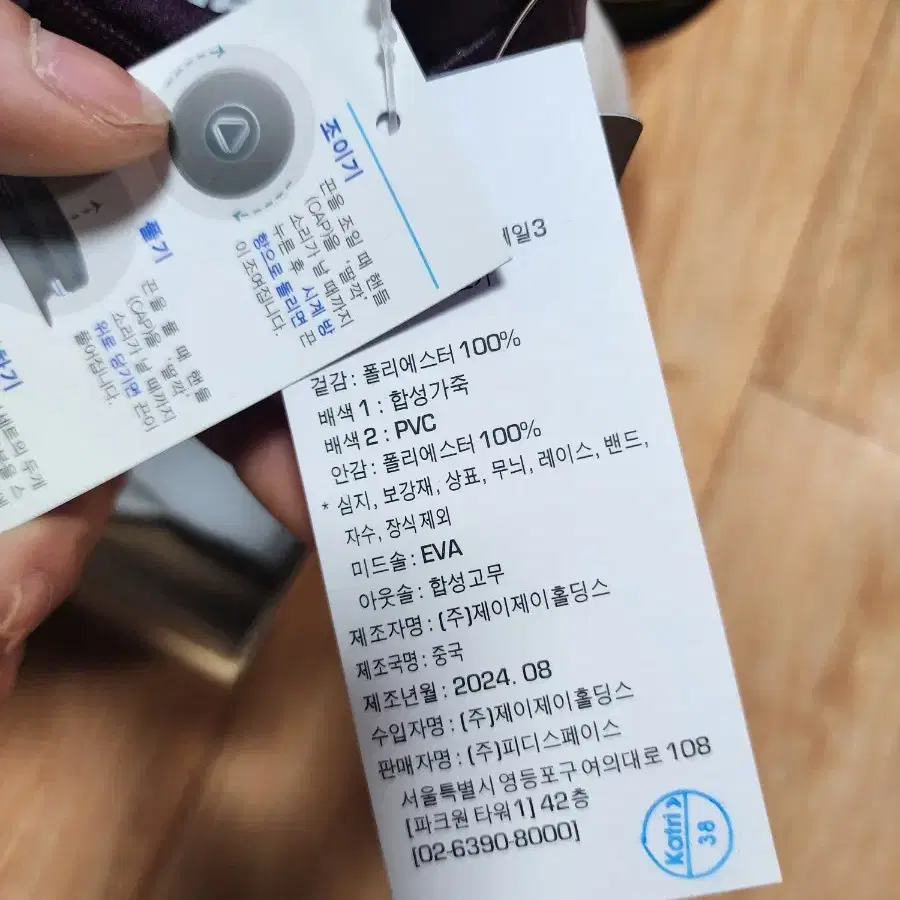 조이기
끈을 조일 때 핸들
(CAP)을 '딸깍'
소리가 날 때까지
누른 후 시계 방
향으로 돌리면 끈
이 조여집니다.
풀기
끈을 풀 때 핸들
(CAP)을 '딸깍'
소리가 날 때까지
위로 당기면 끈이
풀어집니다.
하기
일3
겉감: 폴리에스터 100%
배색 1 : 합성가죽
배색 2 : PVC
안감: 폴리에스터 100%
* 심지, 보강재, 상표, 무늬, 레이스, 밴드,
자수, 장식제외
미드솔: EVA
아웃솔: 합성고무
제조자명: (주)제이제이홀딩스
제조국명: 중국
제조년월: 2024. 08
수입자명: (주)제이제이홀딩스
판매자명: (주)피디스페이스
서울특별시 영등포구 여의대로 108
[파크원 타워1] 42층
[02-6390-8000]
Katri
38